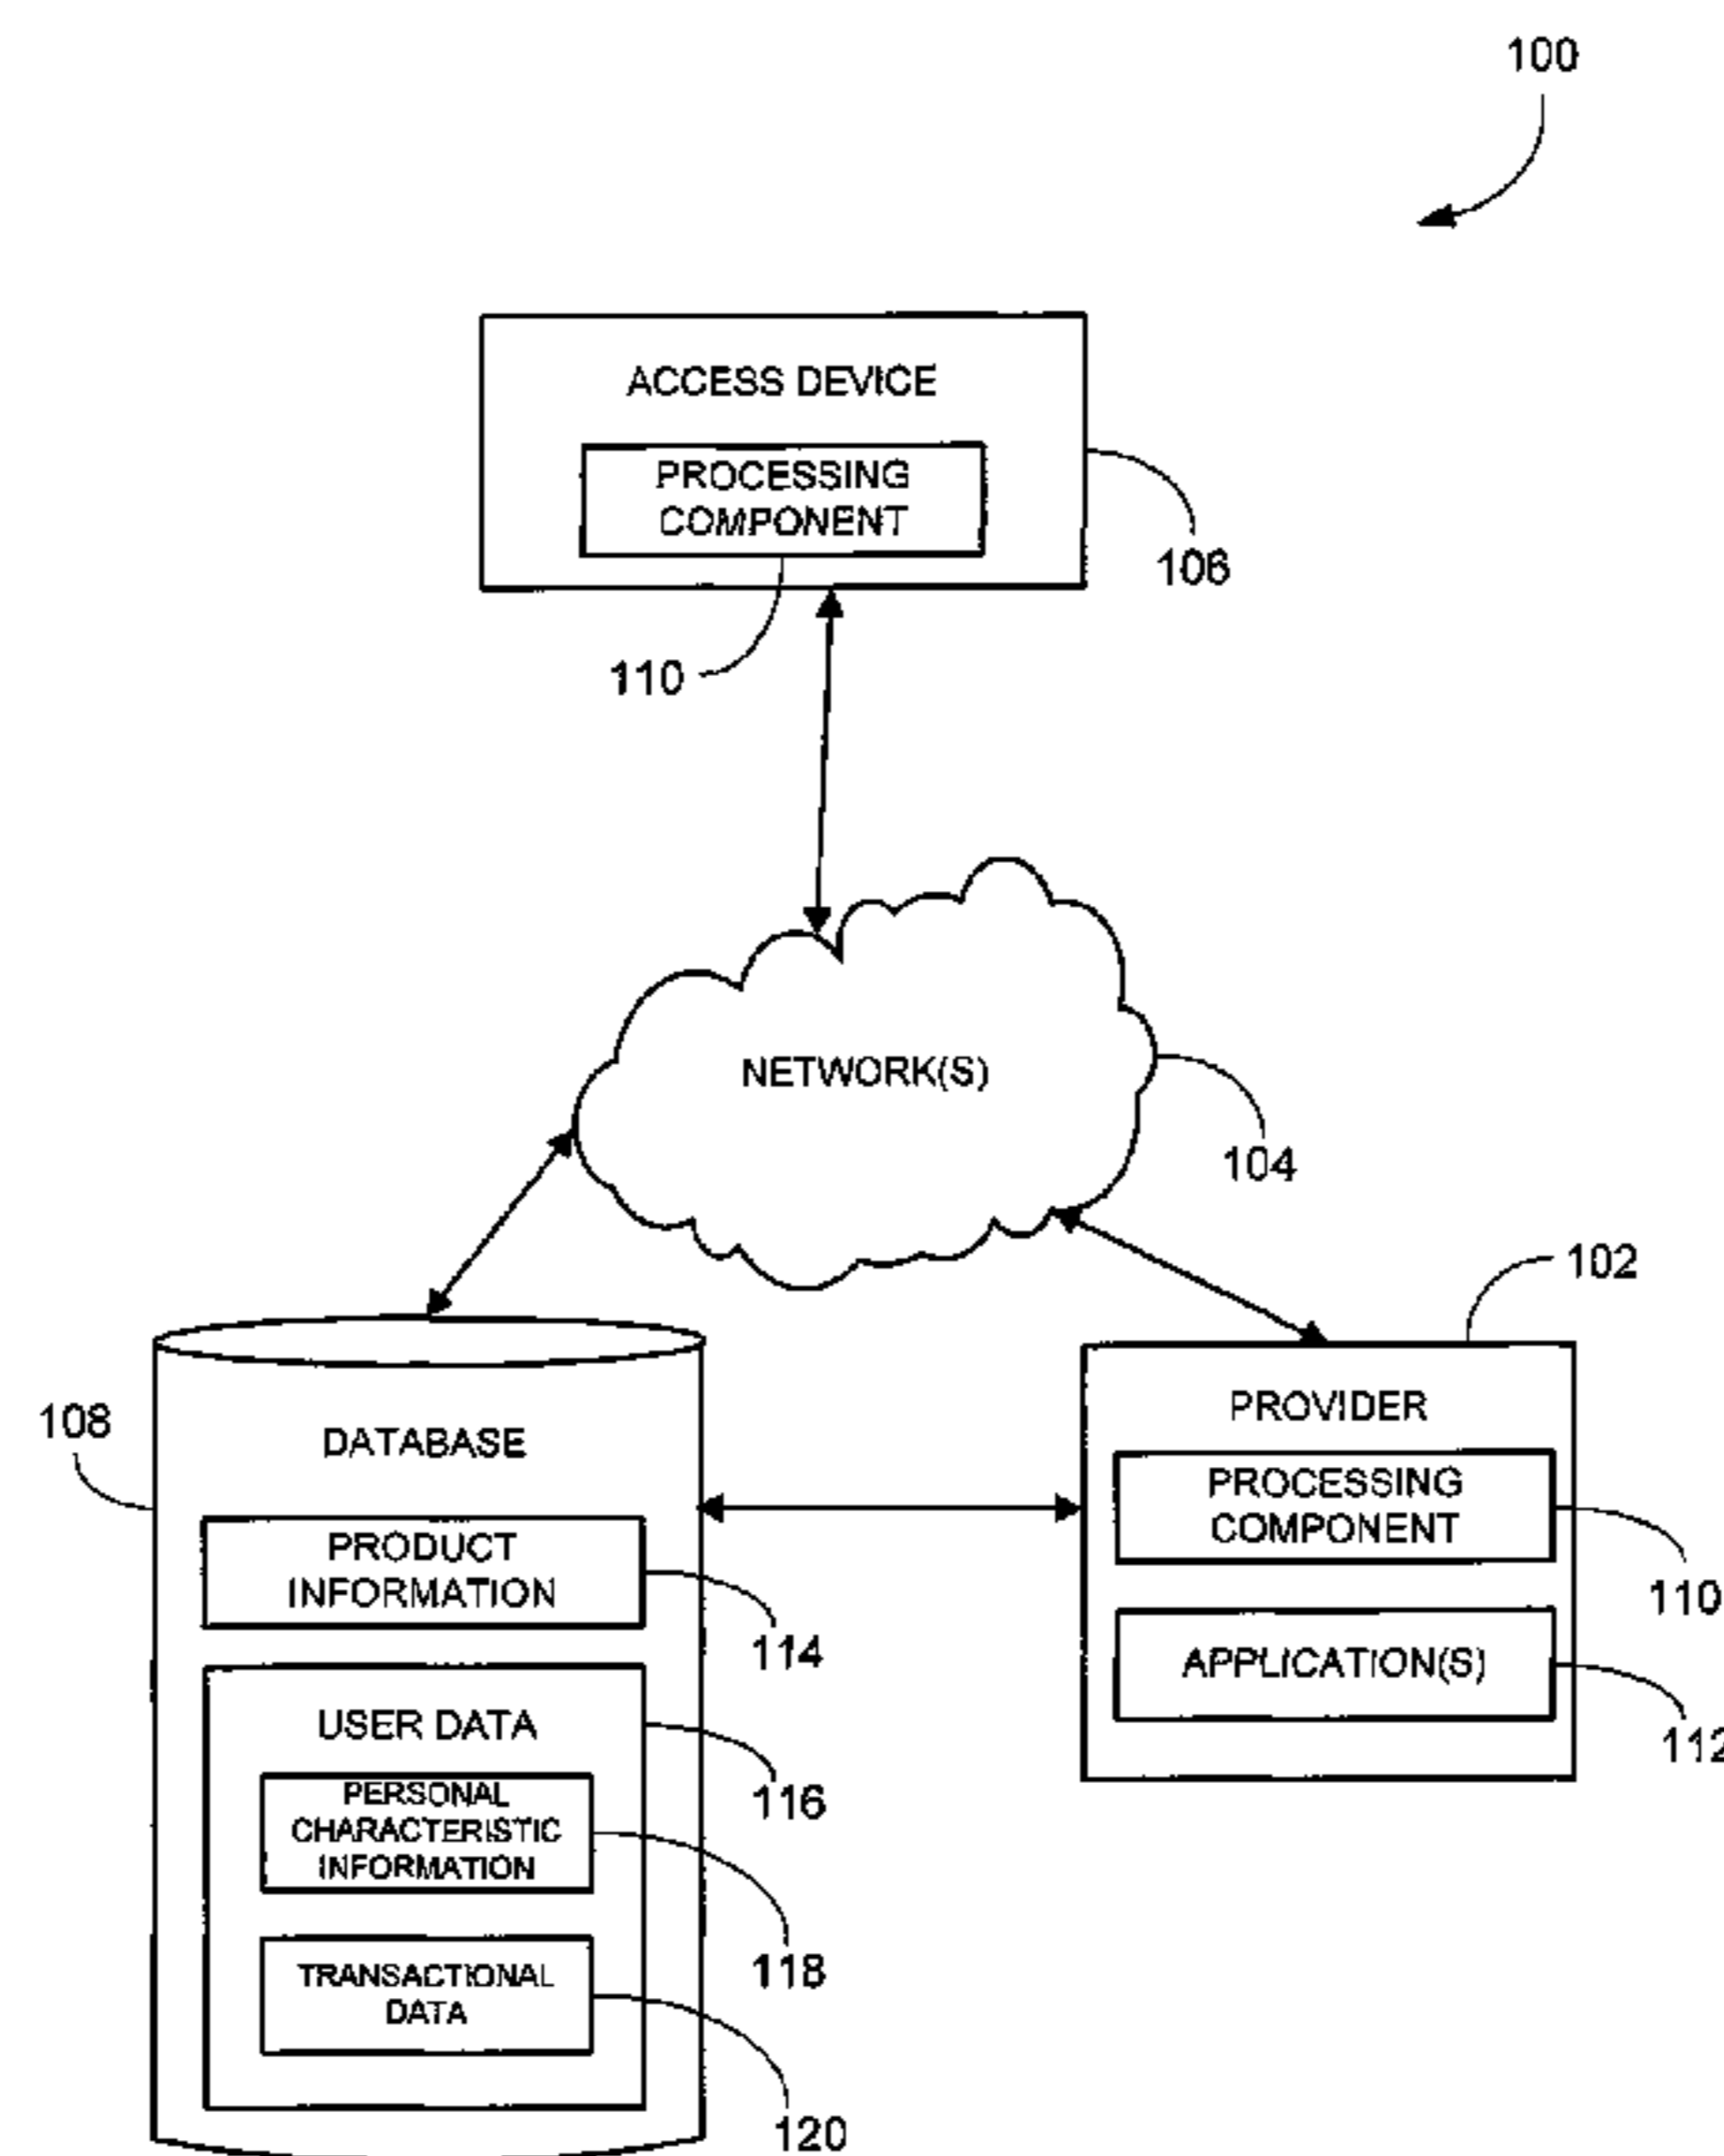 100
ACCESS DEVICE
PROCESSING
COMPONENT
106
110
NETWORK(S)
104
102
PROVIDER
PROCESSING
COMPONENT
110
APPLICATION(S)
112
108
DATABASE
PRODUCT
INFORMATION
114
USER DATA
116
PERSONAL
CHARACTERISTIC
INFORMATION
118
TRANSACTIONAL
DATA
120